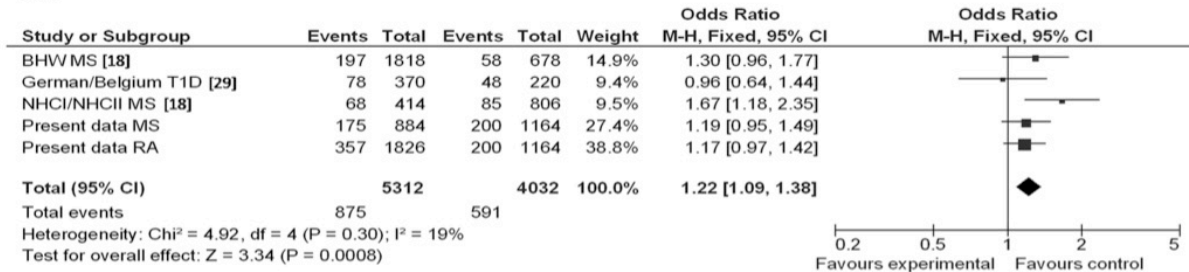 Odds Ratio Odds Ratio
Study or Subgroup Events Total Events Total Weight M-H, Fixed, 95% CI M-H, Fixed, 95% CI
BHW MS [18] 197 1818 58 678 14.9% 1.30 [0.96, 1.77]
German/Belgium T1D [29] 78 370 48 220 9.4% 0.96 [0.64, 1.44]
NHCI/NHCII MS [18] 68 414 85 806 9.5% 1.67 [1.18, 2.35]
Present data MS 175 884 200 1164 27.4% 1.19 [0.95, 1.49]
Present data RA 357 1826 200 1164 38.8% 1.17 [0.97, 1.42]
Total (95% CI) 5312 4032 100.0% 1.22 [1.09, 1.38]
Total events 875 591
Heterogeneity: Chi² = 4.92, df = 4 (P = 0.30); I² = 19%
Test for overall effect: Z = 3.34 (P = 0.0008)
0.2 0.5 1 2 5
Favours experimental Favours control